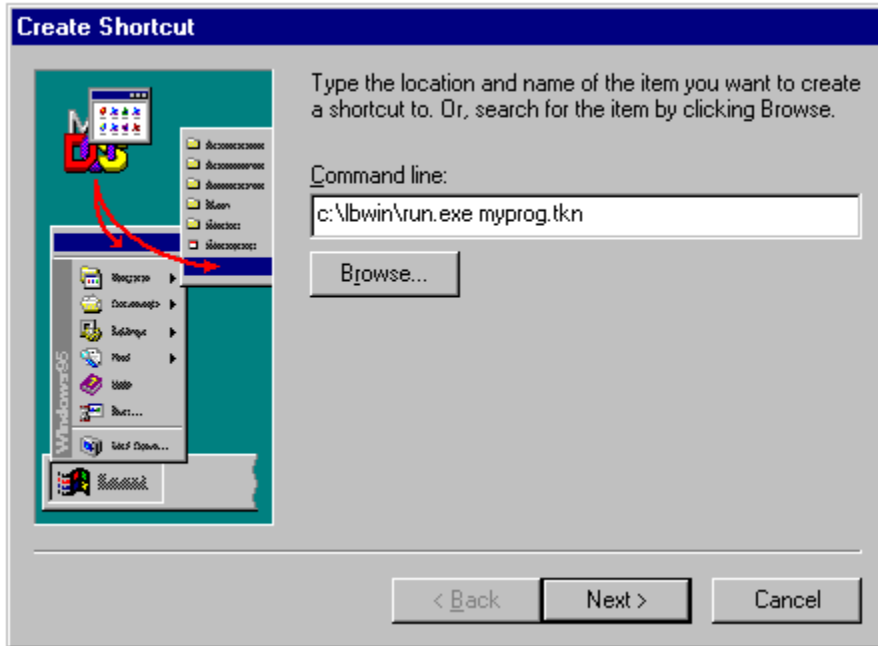 Create Shortcut
Type the location and name of the item you want to create
a shortcut to. Or, search for the item by clicking Browse.
Command line:
c:\lbwin\run.exe myprog.tkn
Browse...
Windows95
< Back
Next >
Cancel